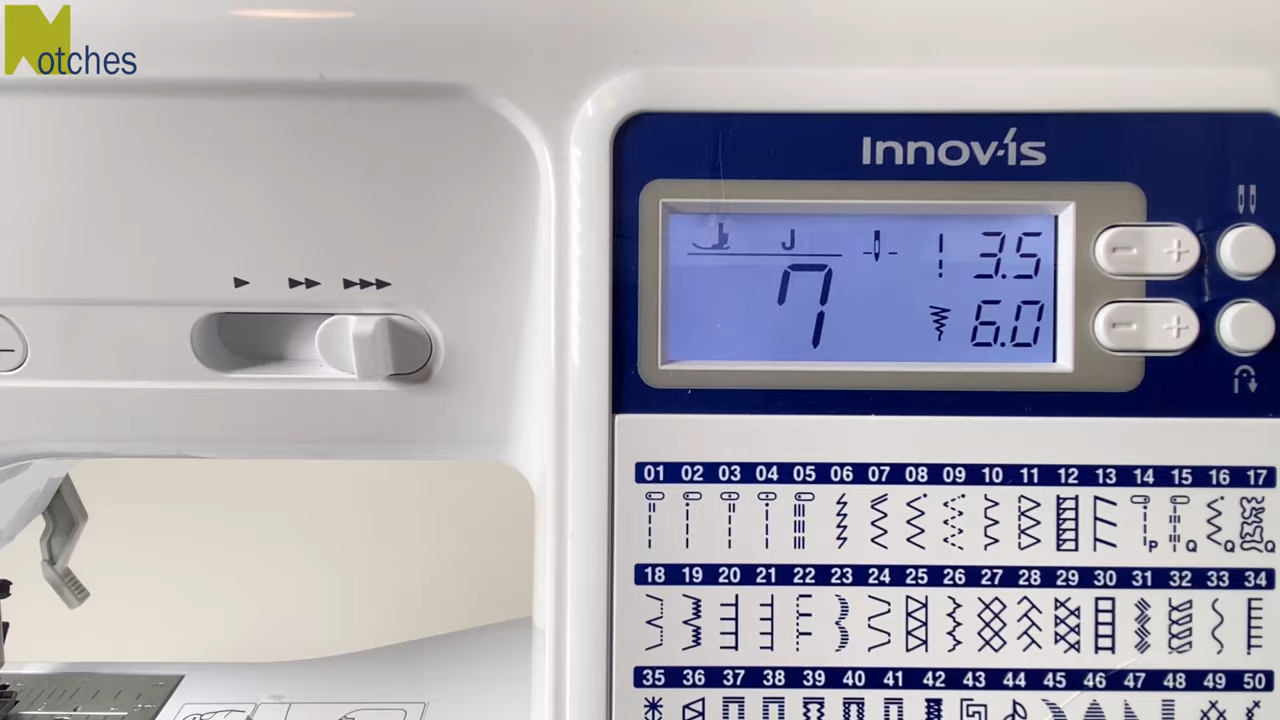 Notches
Innov-ís
J
7
3.5
6.0
- +
- +
01 02 03 04 05 06 07 08 09 10 11 12 13 14 15 16 17
P Q Q Q
18 19 20 21 22 23 24 25 26 27 28 29 30 31 32 33 34
35 36 37 38 39 40 41 42 43 44 45 46 47 48 49 50